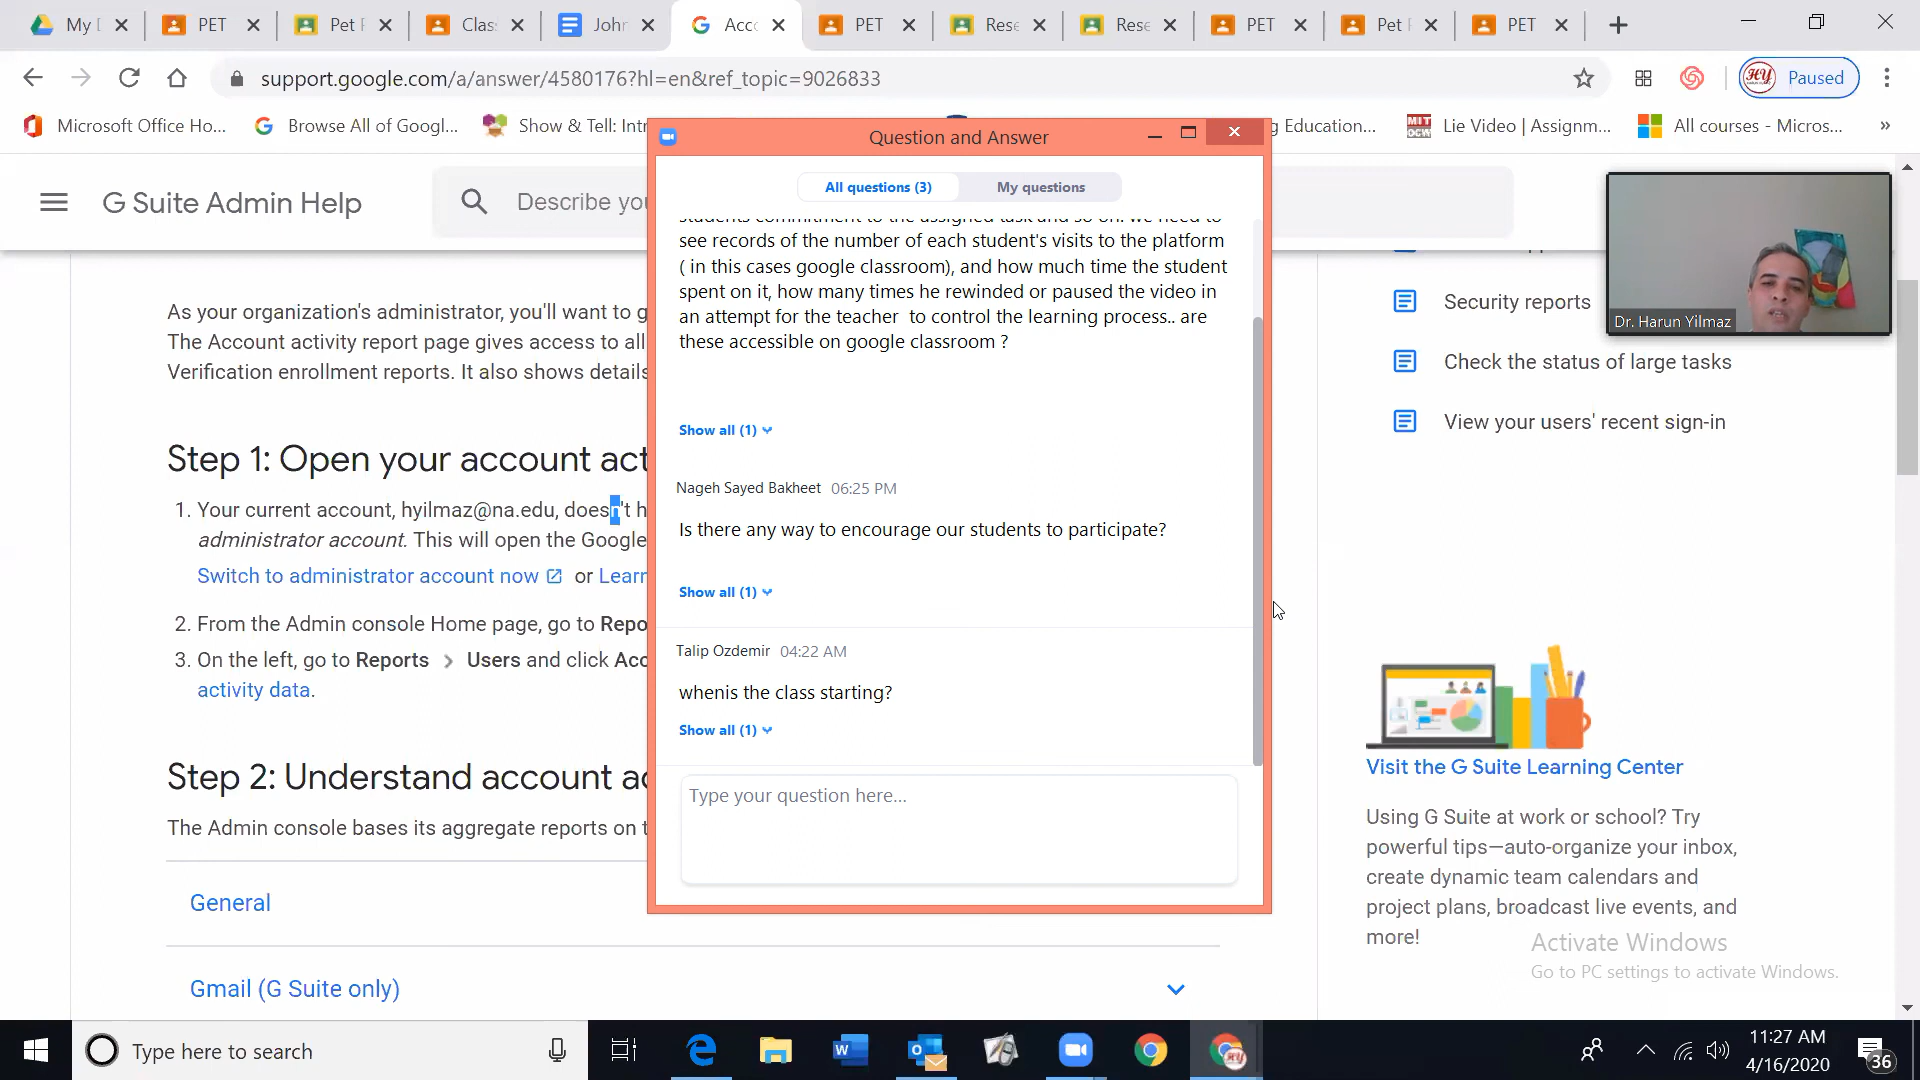 My D
PET
Pet P
Clas
John
Acco
PET
Rese
Rese
PET
Pet P
PET
support.google.com/a/answer/4580176?hl=en&ref_topic=9026833
Paused
Microsoft Office Ho...
Browse All of Googl...
Show & Tell: Intr
g Education...
Lie Video | Assignm...
All courses - Micros...
G Suite Admin Help
Describe you
Question and Answer
All questions (3)
My questions
students commitment to the assigned task and so on. we need to
see records of the number of each student's visits to the platform
( in this cases google classroom), and how much time the student
spent on it, how many times he rewinded or paused the video in
an attempt for the teacher to control the learning process.. are
these accessible on google classroom ?
Show all (1)
Nageh Sayed Bakheet 06:25 PM
Is there any way to encourage our students to participate?
Show all (1)
Talip Ozdemir 04:22 AM
whenis the class starting?
Show all (1)
Type your question here...
As your organization's administrator, you'll want to g
The Account activity report page gives access to all
Verification enrollment reports. It also shows details
Step 1: Open your account act
1. Your current account, hyilmaz@na.edu, doesn't h
administrator account. This will open the Google
Switch to administrator account now or Learn
2. From the Admin console Home page, go to Repo
3. On the left, go to Reports > Users and click Acc
activity data.
Step 2: Understand account ac
The Admin console bases its aggregate reports on t
General
Gmail (G Suite only)
Security reports
Check the status of large tasks
View your users' recent sign-in
Dr. Harun Yilmaz
Visit the G Suite Learning Center
Using G Suite at work or school? Try
powerful tips—auto-organize your inbox,
create dynamic team calendars and
project plans, broadcast live events, and
more!
Activate Windows
Go to PC settings to activate Windows.
Type here to search
11:27 AM
4/16/2020
36